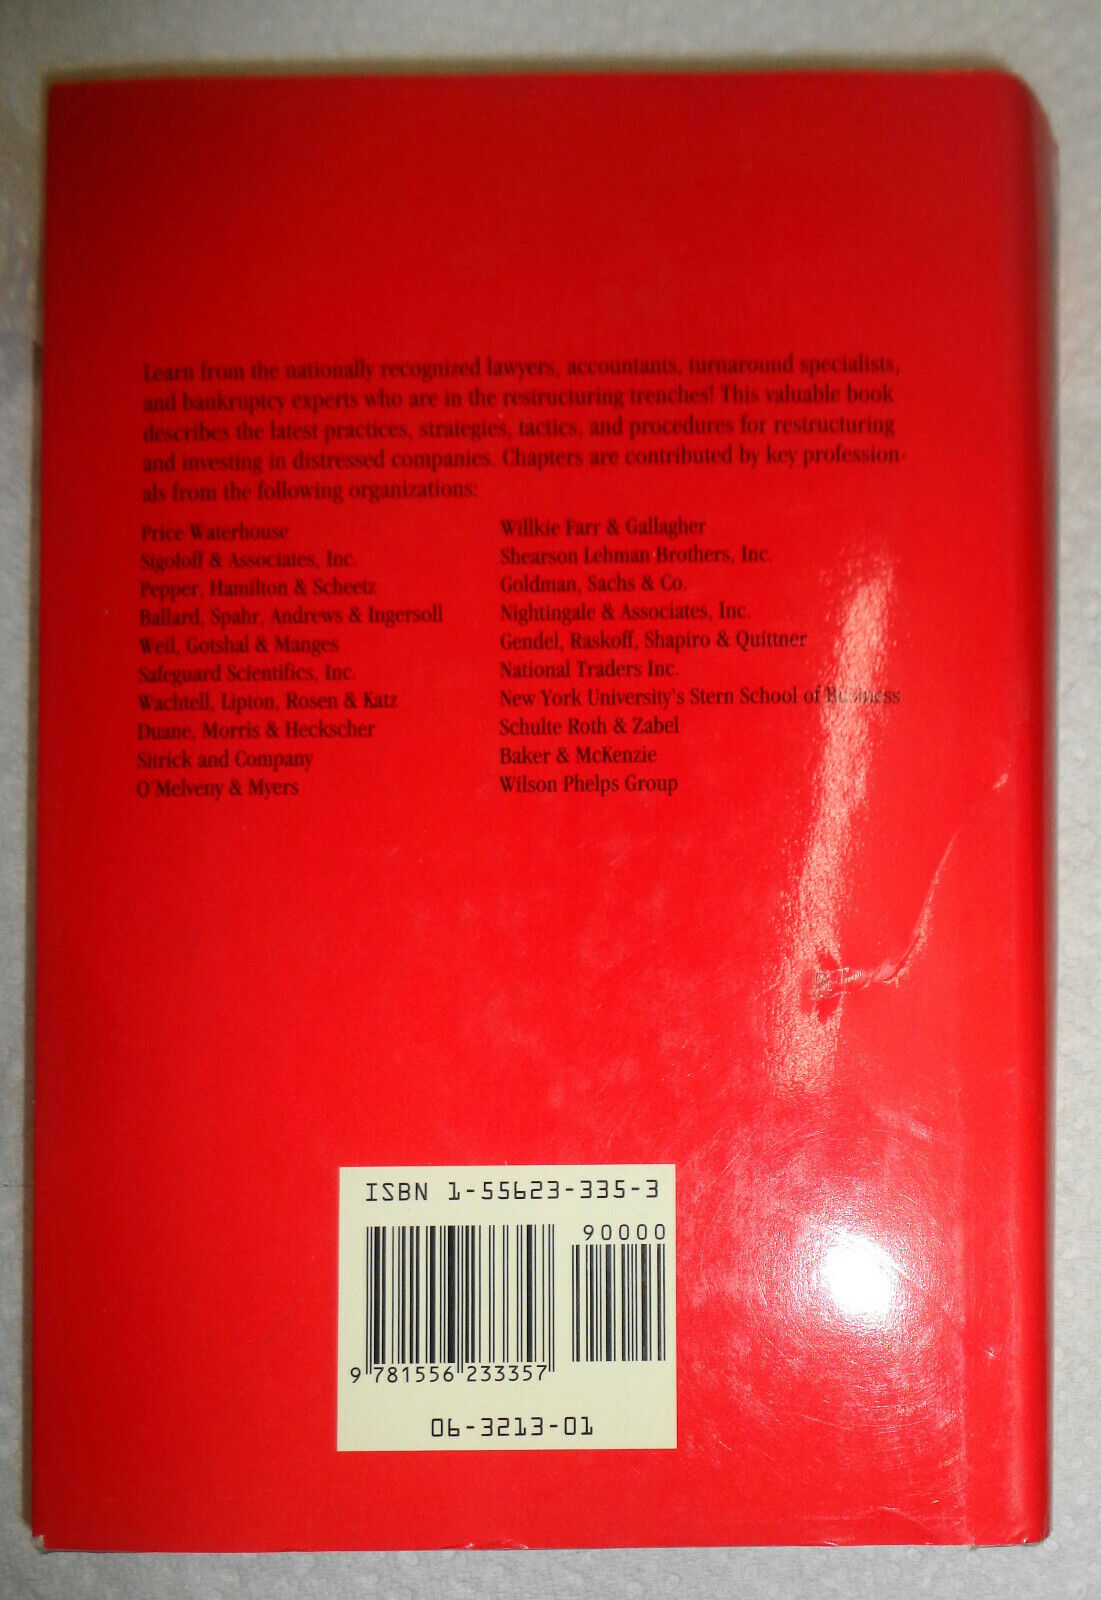 Learn from the nationally recognized lawyers, accountants, turnaround specialists,
and bankruptcy experts who are in the restructuring trenches! This valuable book
describes the latest practices, strategies, tactics, and procedures for restructuring
and investing in distressed companies. Chapters are contributed by key profession-
als from the following organizations:
Price Waterhouse
Sigoloff & Associates, Inc.
Pepper, Hamilton & Scheetz
Ballard, Spahr, Andrews & Ingersoll
Weil, Gotshal & Manges
Safeguard Scientifics, Inc.
Wachtell, Lipton, Rosen & Katz
Duane, Morris & Heckscher
Sitrick and Company
O'Melveny & Myers
Willkie Farr & Gallagher
Shearson Lehman Brothers, Inc.
Goldman, Sachs & Co.
Nightingale & Associates, Inc.
Gendel, Raskoff, Shapiro & Quittner
National Traders Inc.
New York University's Stern School of Business
Schulte Roth & Zabel
Baker & McKenzie
Wilson Phelps Group
ISBN 1-55623-335-3
90000
9 781556 233357
06-3213-01